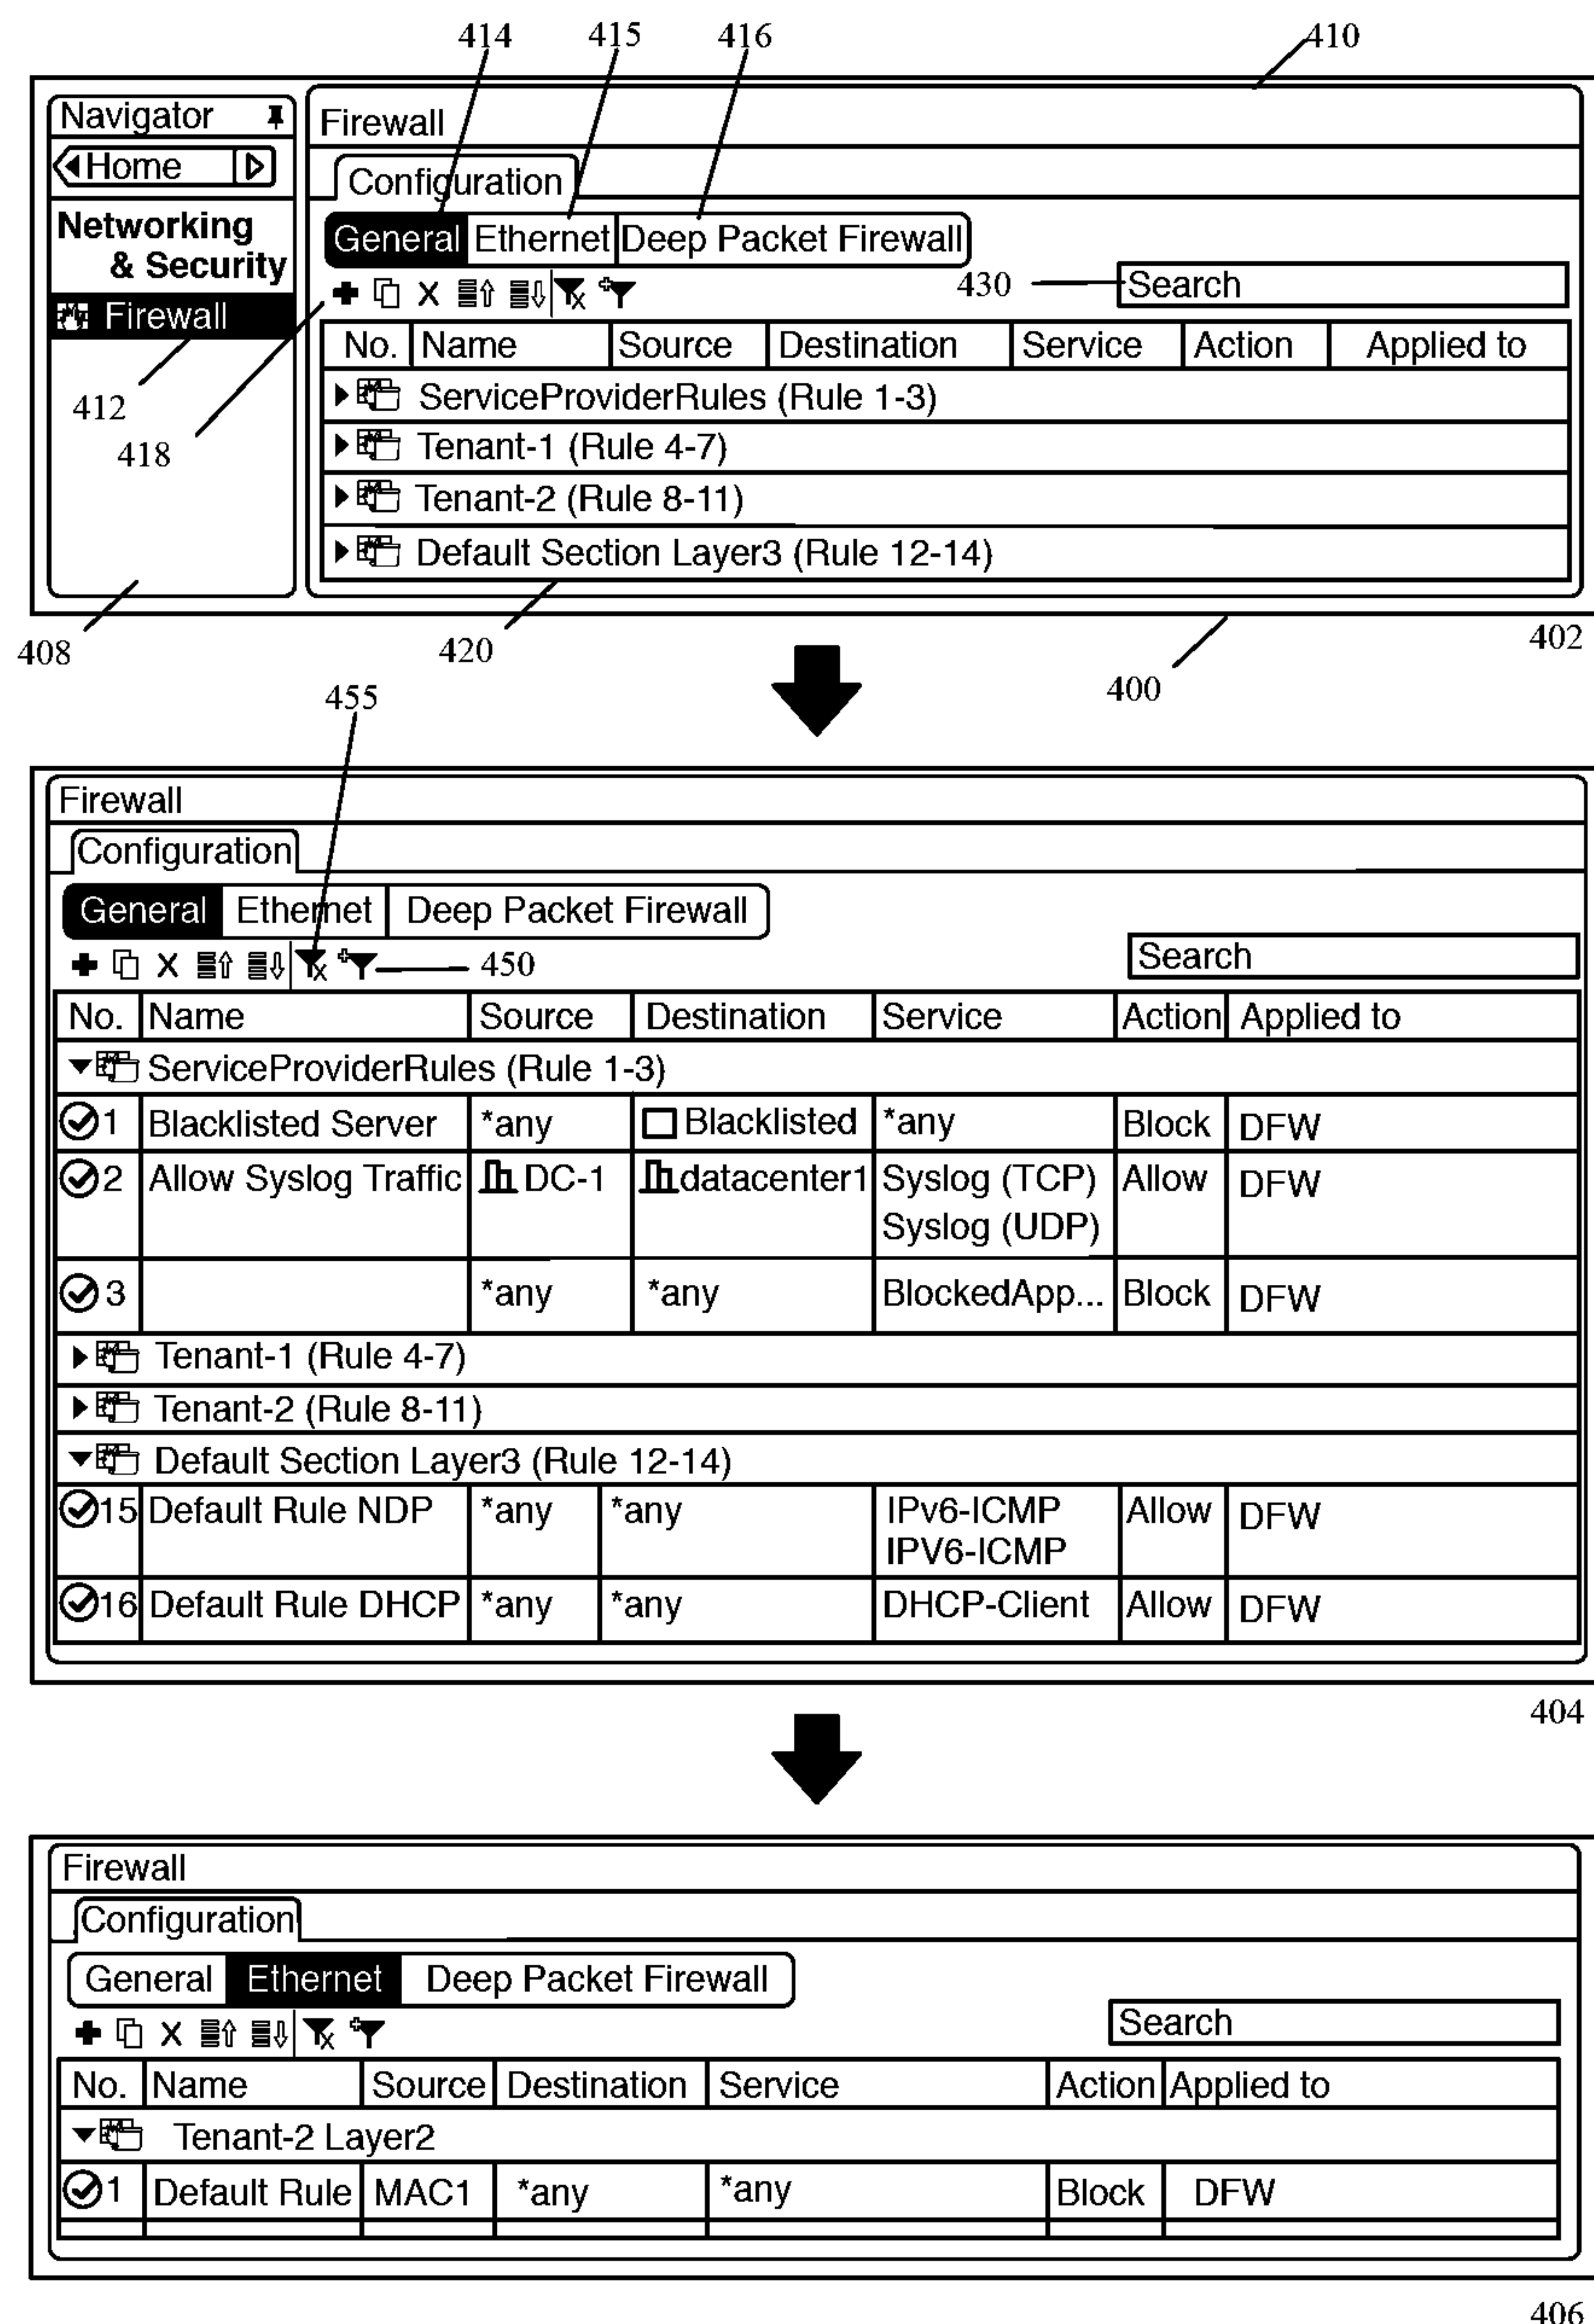 414 415 416 410
Navigator
Home
Networking
& Security
Firewall
412
418
Firewall
Configuration
General Ethernet Deep Packet Firewall
430 Search
No. Name Source Destination Service Action Applied to
ServiceProviderRules (Rule 1-3)
Tenant-1 (Rule 4-7)
Tenant-2 (Rule 8-11)
Default Section Layer3 (Rule 12-14)
408 420 400 402
455
Firewall
Configuration
General Ethernet Deep Packet Firewall
450 Search
No. Name Source Destination Service Action Applied to
ServiceProviderRules (Rule 1-3)
1 Blacklisted Server *any Blacklisted *any Block DFW
2 Allow Syslog Traffic DC-1 datacenter1 Syslog (TCP) Allow DFW
Syslog (UDP)
3 *any *any BlockedApp... Block DFW
Tenant-1 (Rule 4-7)
Tenant-2 (Rule 8-11)
Default Section Layer3 (Rule 12-14)
15 Default Rule NDP *any *any IPv6-ICMP Allow DFW
IPV6-ICMP
16 Default Rule DHCP *any *any DHCP-Client Allow DFW
404
Firewall
Configuration
General Ethernet Deep Packet Firewall
Search
No. Name Source Destination Service Action Applied to
Tenant-2 Layer2
1 Default Rule MAC1 *any *any Block DFW
406